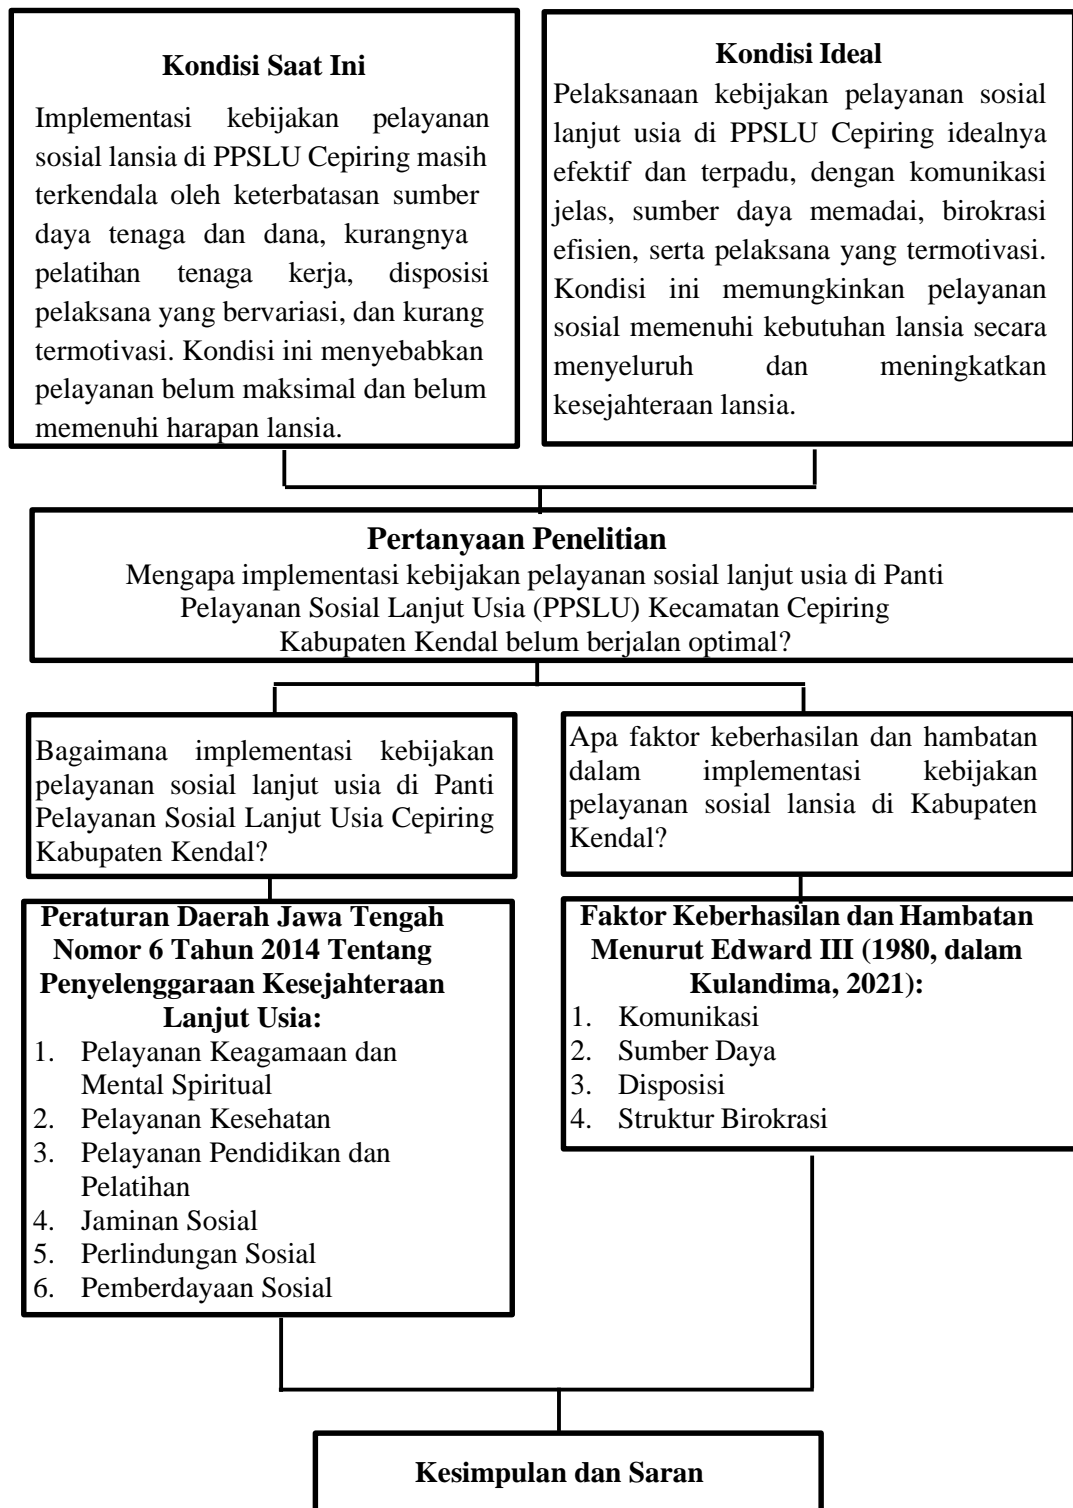 Kondisi Saat Ini
Implementasi kebijakan pelayanan
sosial lansia di PPSLU Cepiring masih
terkendala oleh keterbatasan sumber
daya tenaga dan dana, kurangnya
pelatihan tenaga kerja, disposisi
pelaksana yang bervariasi, dan kurang
termotivasi. Kondisi ini menyebabkan
pelayanan belum maksimal dan belum
memenuhi harapan lansia.
Kondisi Ideal
Pelaksanaan kebijakan pelayanan sosial
lanjut usia di PPSLU Cepiring idealnya
efektif dan terpadu, dengan komunikasi
jelas, sumber daya memadai, birokrasi
efisien, serta pelaksana yang termotivasi.
Kondisi ini memungkinkan pelayanan
sosial memenuhi kebutuhan lansia secara
menyeluruh dan meningkatkan
kesejahteraan lansia.
Pertanyaan Penelitian
Mengapa implementasi kebijakan pelayanan sosial lanjut usia di Panti
Pelayanan Sosial Lanjut Usia (PPSLU) Kecamatan Cepiring
Kabupaten Kendal belum berjalan optimal?
Bagaimana implementasi kebijakan
pelayanan sosial lanjut usia di Panti
Pelayanan Sosial Lanjut Usia Cepiring
Kabupaten Kendal?
Apa faktor keberhasilan dan hambatan
dalam implementasi kebijakan
pelayanan sosial lansia di Kabupaten
Kendal?
Peraturan Daerah Jawa Tengah
Nomor 6 Tahun 2014 Tentang
Penyelenggaraan Kesejahteraan
Lanjut Usia:
1. Pelayanan Keagamaan dan
Mental Spiritual
2. Pelayanan Kesehatan
3. Pelayanan Pendidikan dan
Pelatihan
4. Jaminan Sosial
5. Perlindungan Sosial
6. Pemberdayaan Sosial
Faktor Keberhasilan dan Hambatan
Menurut Edward III (1980, dalam
Kulandima, 2021):
1. Komunikasi
2. Sumber Daya
3. Disposisi
4. Struktur Birokrasi
Kesimpulan dan Saran